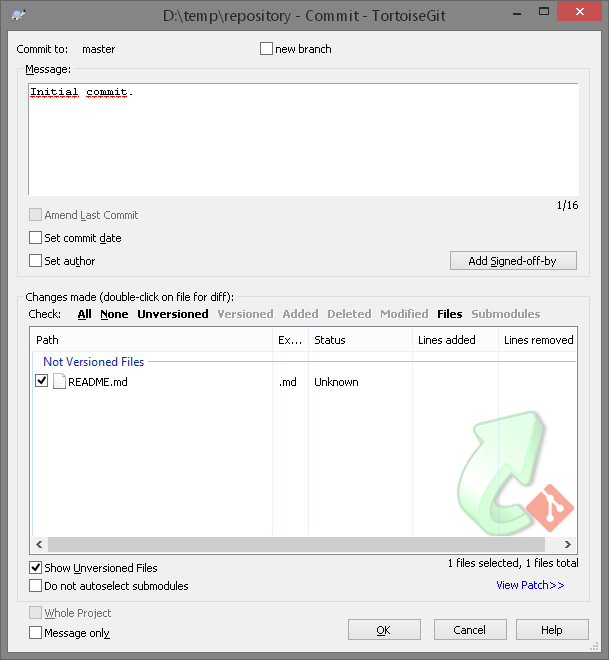 D:\temp\repository - Commit - TortoiseGit
Commit to: master new branch
Message:
Initial commit.
1/16
Amend Last Commit
Set commit date
Set author Add Signed-off-by
Changes made (double-click on file for diff):
Check: All None Unversioned Versioned Added Deleted Modified Files Submodules
Path Ex... Status Lines added Lines removed
Not Versioned Files
README.md .md Unknown
Show Unversioned Files 1 files selected, 1 files total
Do not autoselect submodules View Patch>>
Whole Project
Message only OK Cancel Help